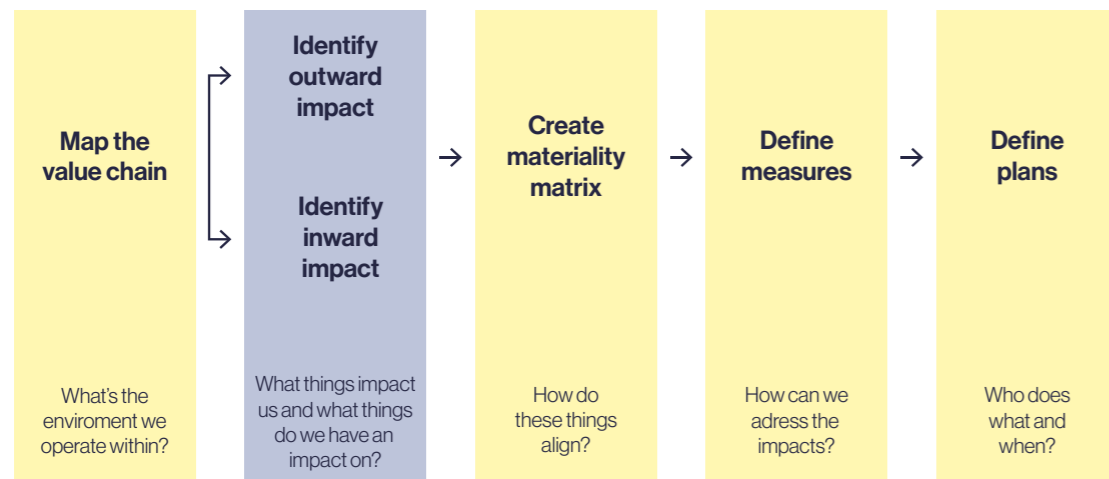 Map the
value chain
What's the
enviroment we
operate within?
Identify
outward
impact
Identify
inward
impact
What things impact
us and what things
do we have an
impact on?
Create
materiality
matrix
How do
these things
align?
Define
measures
How can we
adress the
impacts?
Define
plans
Who does
what and
when?